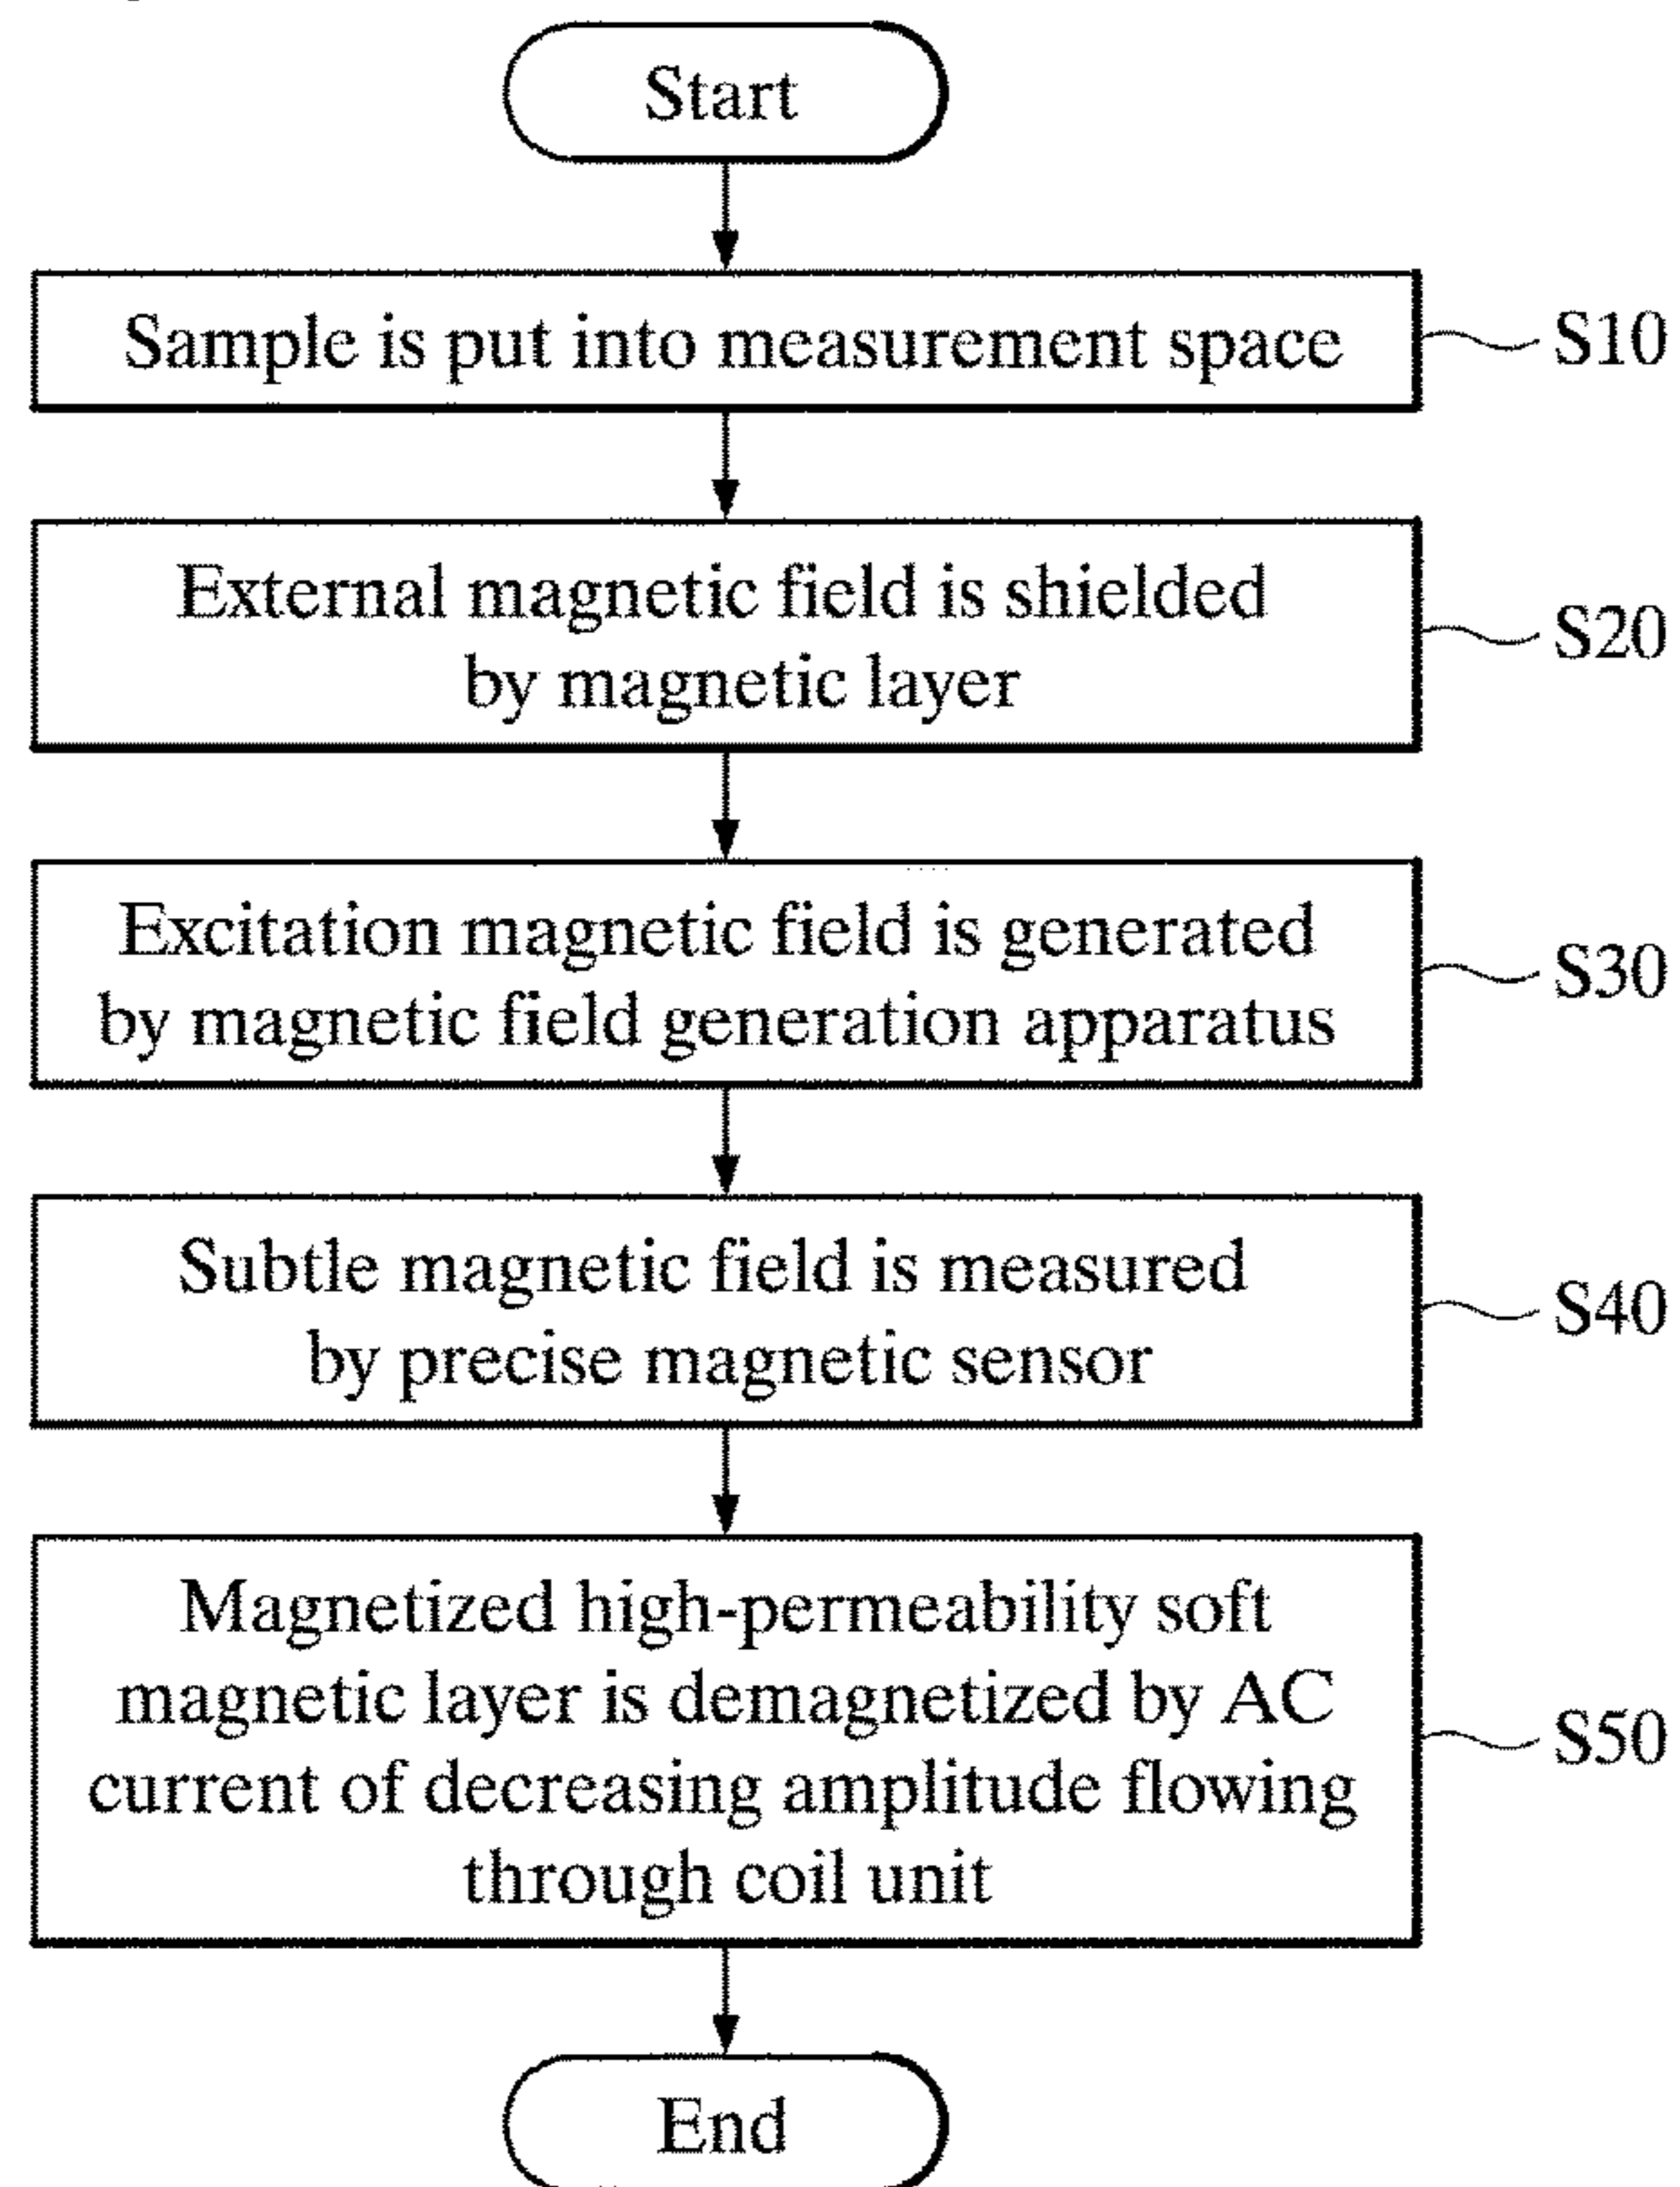 Start
Sample is put into measurement space
S10
External magnetic field is shielded
by magnetic layer
S20
Excitation magnetic field is generated
by magnetic field generation apparatus
S30
Subtle magnetic field is measured
by precise magnetic sensor
S40
Magnetized high-permeability soft
magnetic layer is demagnetized by AC
current of decreasing amplitude flowing
through coil unit
S50
End